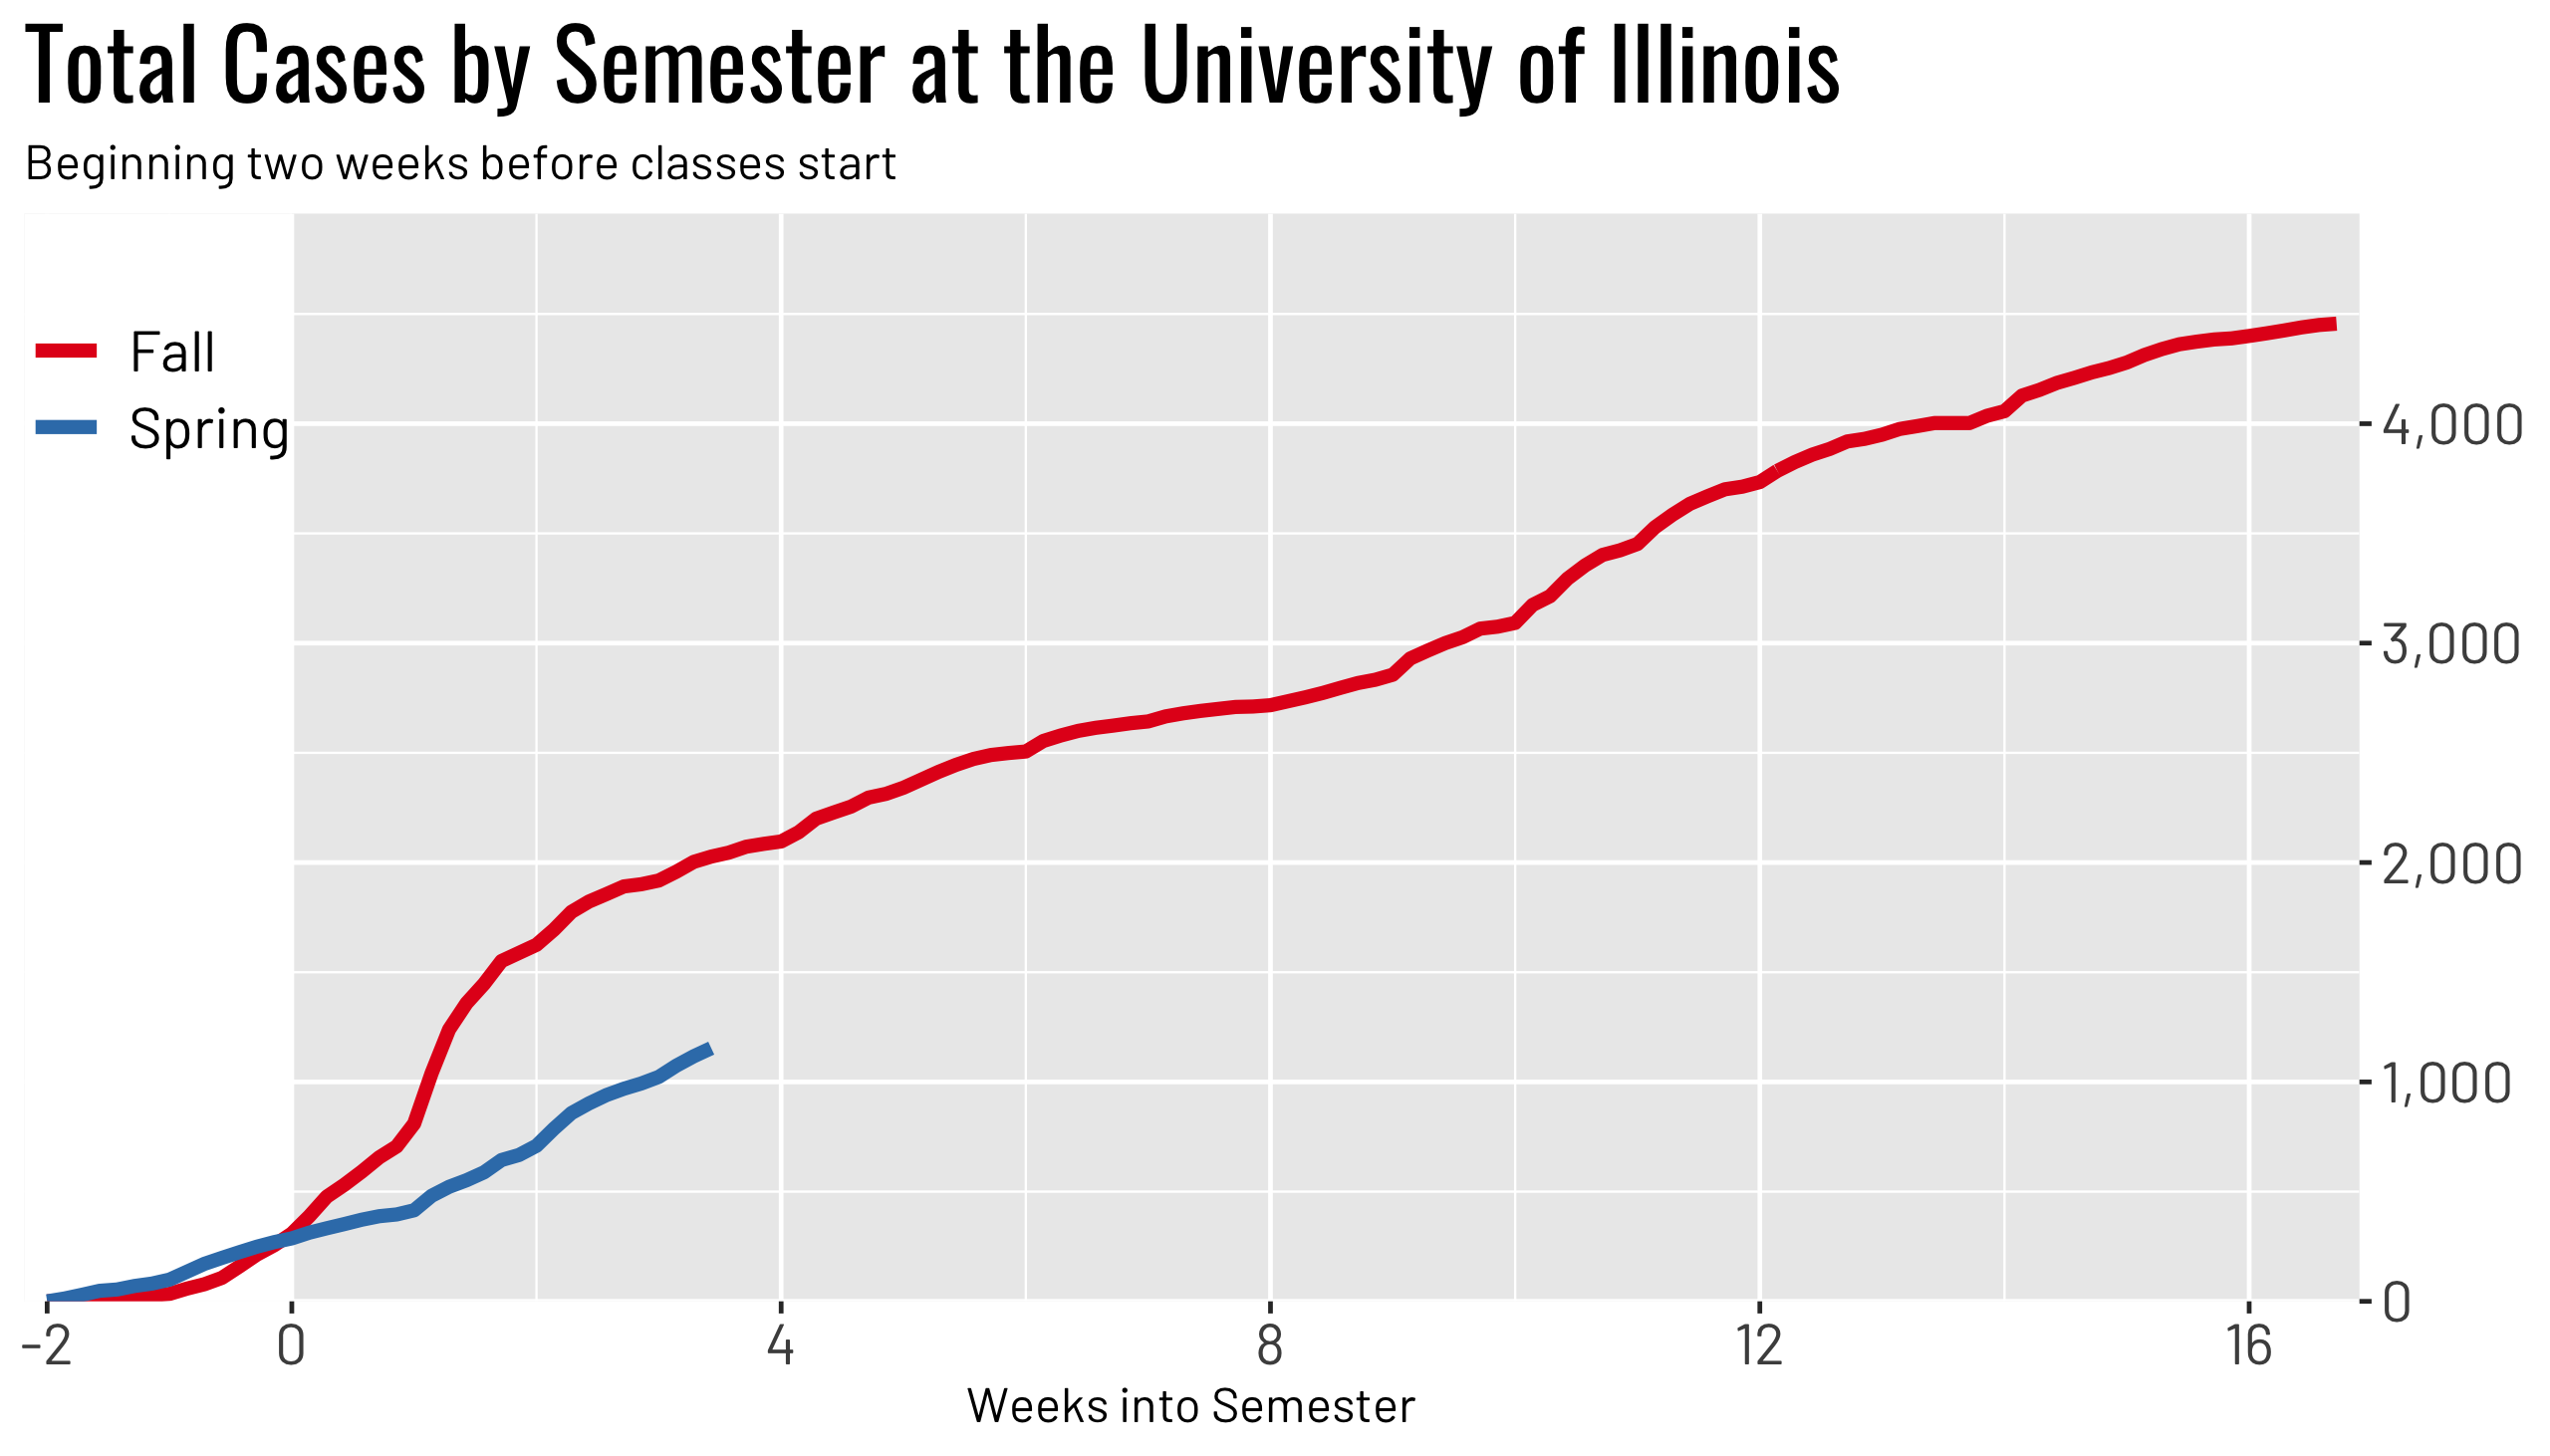 Total Cases by Semester at the University of Illinois
Beginning two weeks before classes start
Fall
Spring
4,000
3,000
2,000
1,000
0
-2 0 4 8 12 16
Weeks into Semester